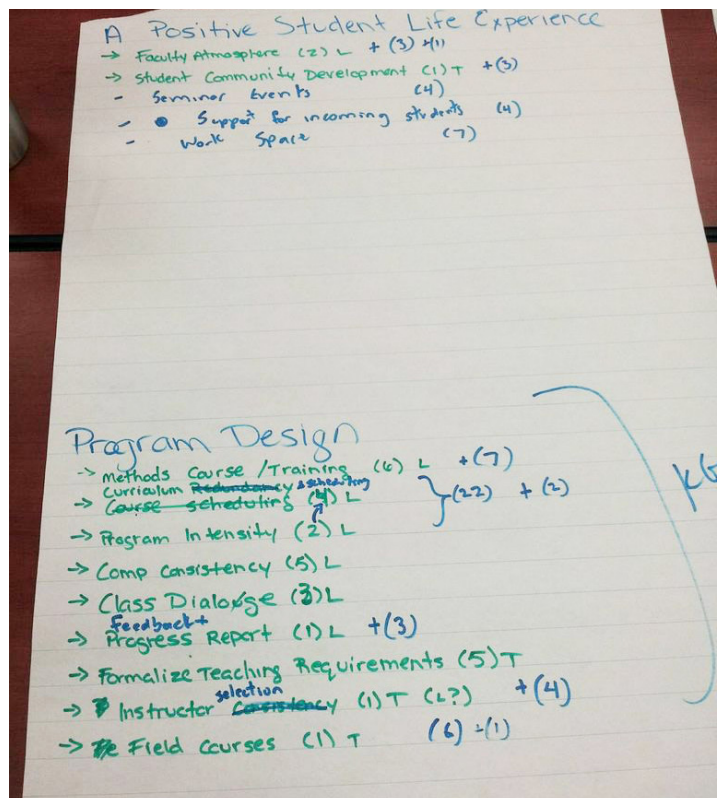 A Positive Student Life Experience
→ Faculty Atmosphere (2) L + (3) +(1)
→ Student Community Development (1) T +(3)
- Seminar Events (4)
- • Support for incoming students (4)
- Work Space (7)
Program Design
→ Methods Course / Training (6) L +(7)
Curriculum Redundancy & scheduling
→ Course scheduling (4) L (22) + (2)
→ Program Intensity (2) L
→ Comp Consistency (5) L
→ Class Dialogue (3) L
Feedback +
→ Progress Report (1) L +(3)
→ Formalize Teaching Requirements (5) T
selection
→ Instructor Consistency (1) T (L?) +(4)
→ Field Courses (1) T (6) -(1)